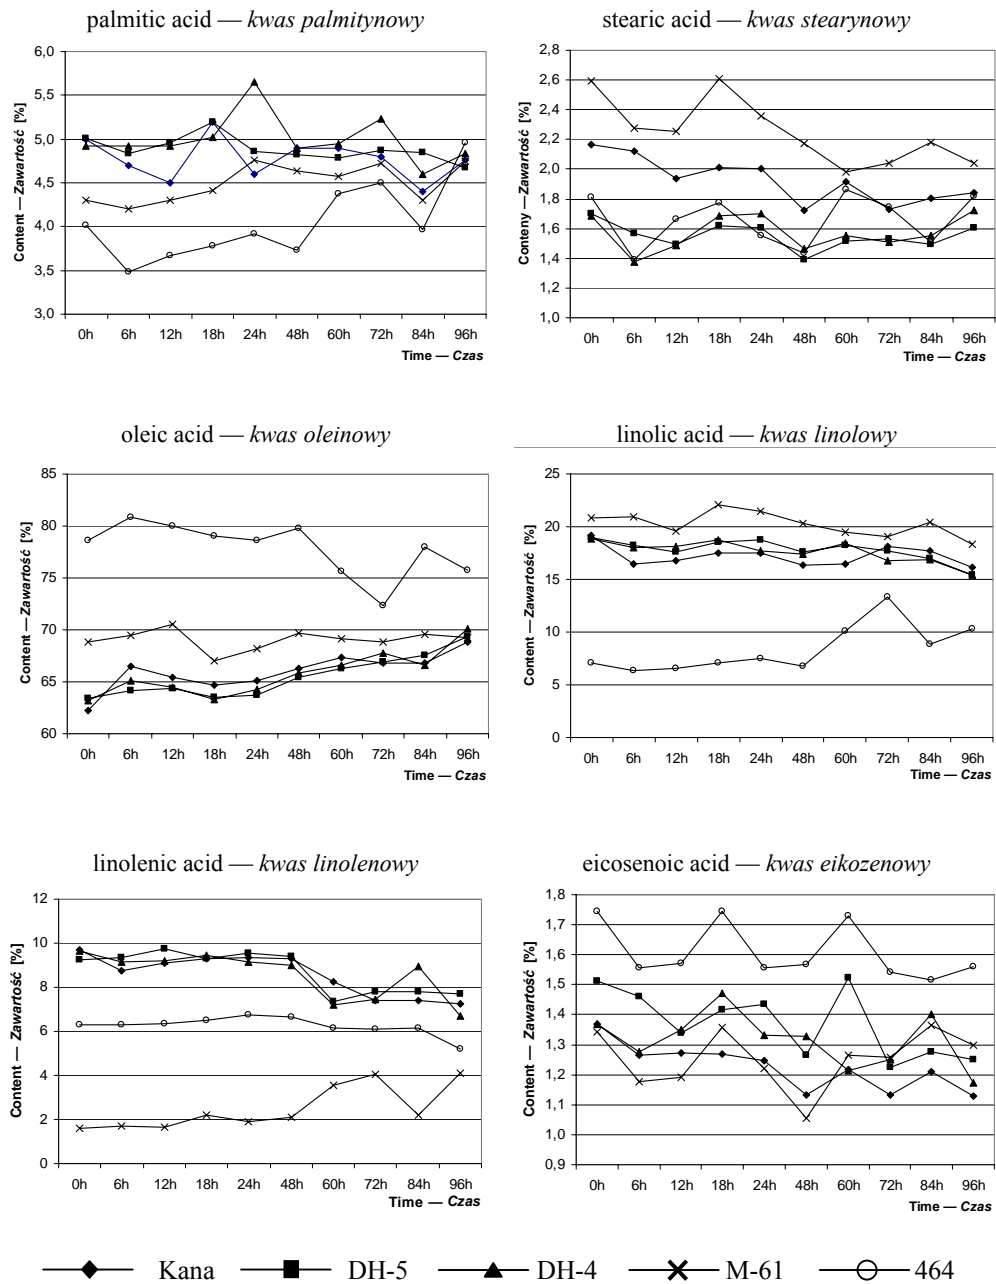 palmitic acid — kwas palmitynowy
6,0
5,5
5,0
4,5
4,0
3,5
3,0
Content — Zawartość [%]
0h 6h 12h 18h 24h 48h 60h 72h 84h 96h
Time — Czas
stearic acid — kwas stearynowy
2,8
2,6
2,4
2,2
2,0
1,8
1,6
1,4
1,2
1,0
Conteny — Zawartość [%]
0h 6h 12h 18h 24h 48h 60h 72h 84h 96h
Time — Czas
oleic acid — kwas oleinowy
85
80
75
70
65
60
Content — Zawartość [%]
0h 6h 12h 18h 24h 48h 60h 72h 84h 96h
Time — Czas
linolic acid — kwas linolowy
25
20
15
10
5
0
Content — Zawartość [%]
0h 6h 12h 18h 24h 48h 60h 72h 84h 96h
Time — Czas
linolenic acid — kwas linolenowy
12
10
8
6
4
2
0
Content — Zawartość [%]
0h 6h 12h 18h 24h 48h 60h 72h 84h 96h
Time — Czas
eicosenoic acid — kwas eikozenowy
1,8
1,7
1,6
1,5
1,4
1,3
1,2
1,1
1,0
0,9
Content — Zawartość [%]
0h 6h 12h 18h 24h 48h 60h 72h 84h 96h
Time — Czas
Kana DH-5 DH-4 M-61 464